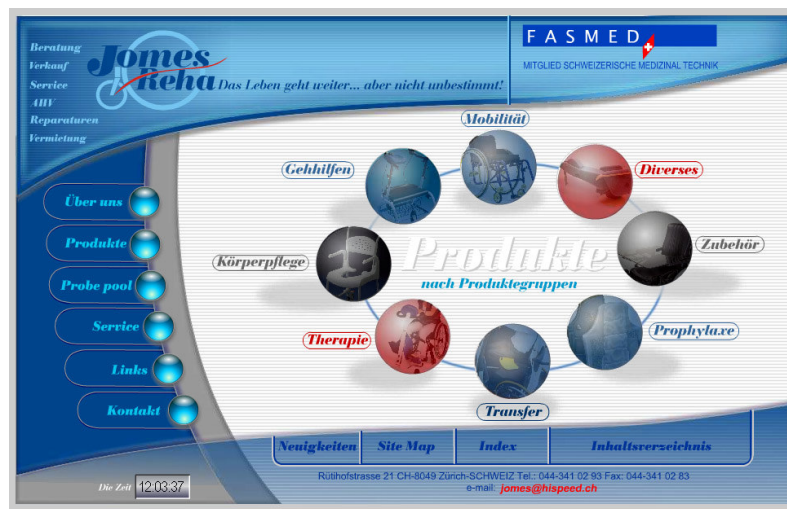 Beratung
Verkauf
Service
AHV
Reparaturen
Vermietung
Jomes
Reha
Das Leben geht weiter... aber nicht unbestimmt!
FASMED
MITGLIED SCHWEIZERISCHE MEDIZINAL TECHNIK
Über uns
Produkte
Probe pool
Service
Links
Kontakt
Mobilität
Gehhilfen
Diverses
Körperpflege
Zubehör
Produkte
nach Produktegruppen
Therapie
Prophylaxe
Transfer
Neuigkeiten
Site Map
Index
Inhaltsverzeichnis
Die Zeit 12:03:37
Rütihofstrasse 21 CH-8049 Zürich-SCHWEIZ Tel.: 044-341 02 93 Fax: 044-341 02 83
e-mail: jomes@hispeed.ch